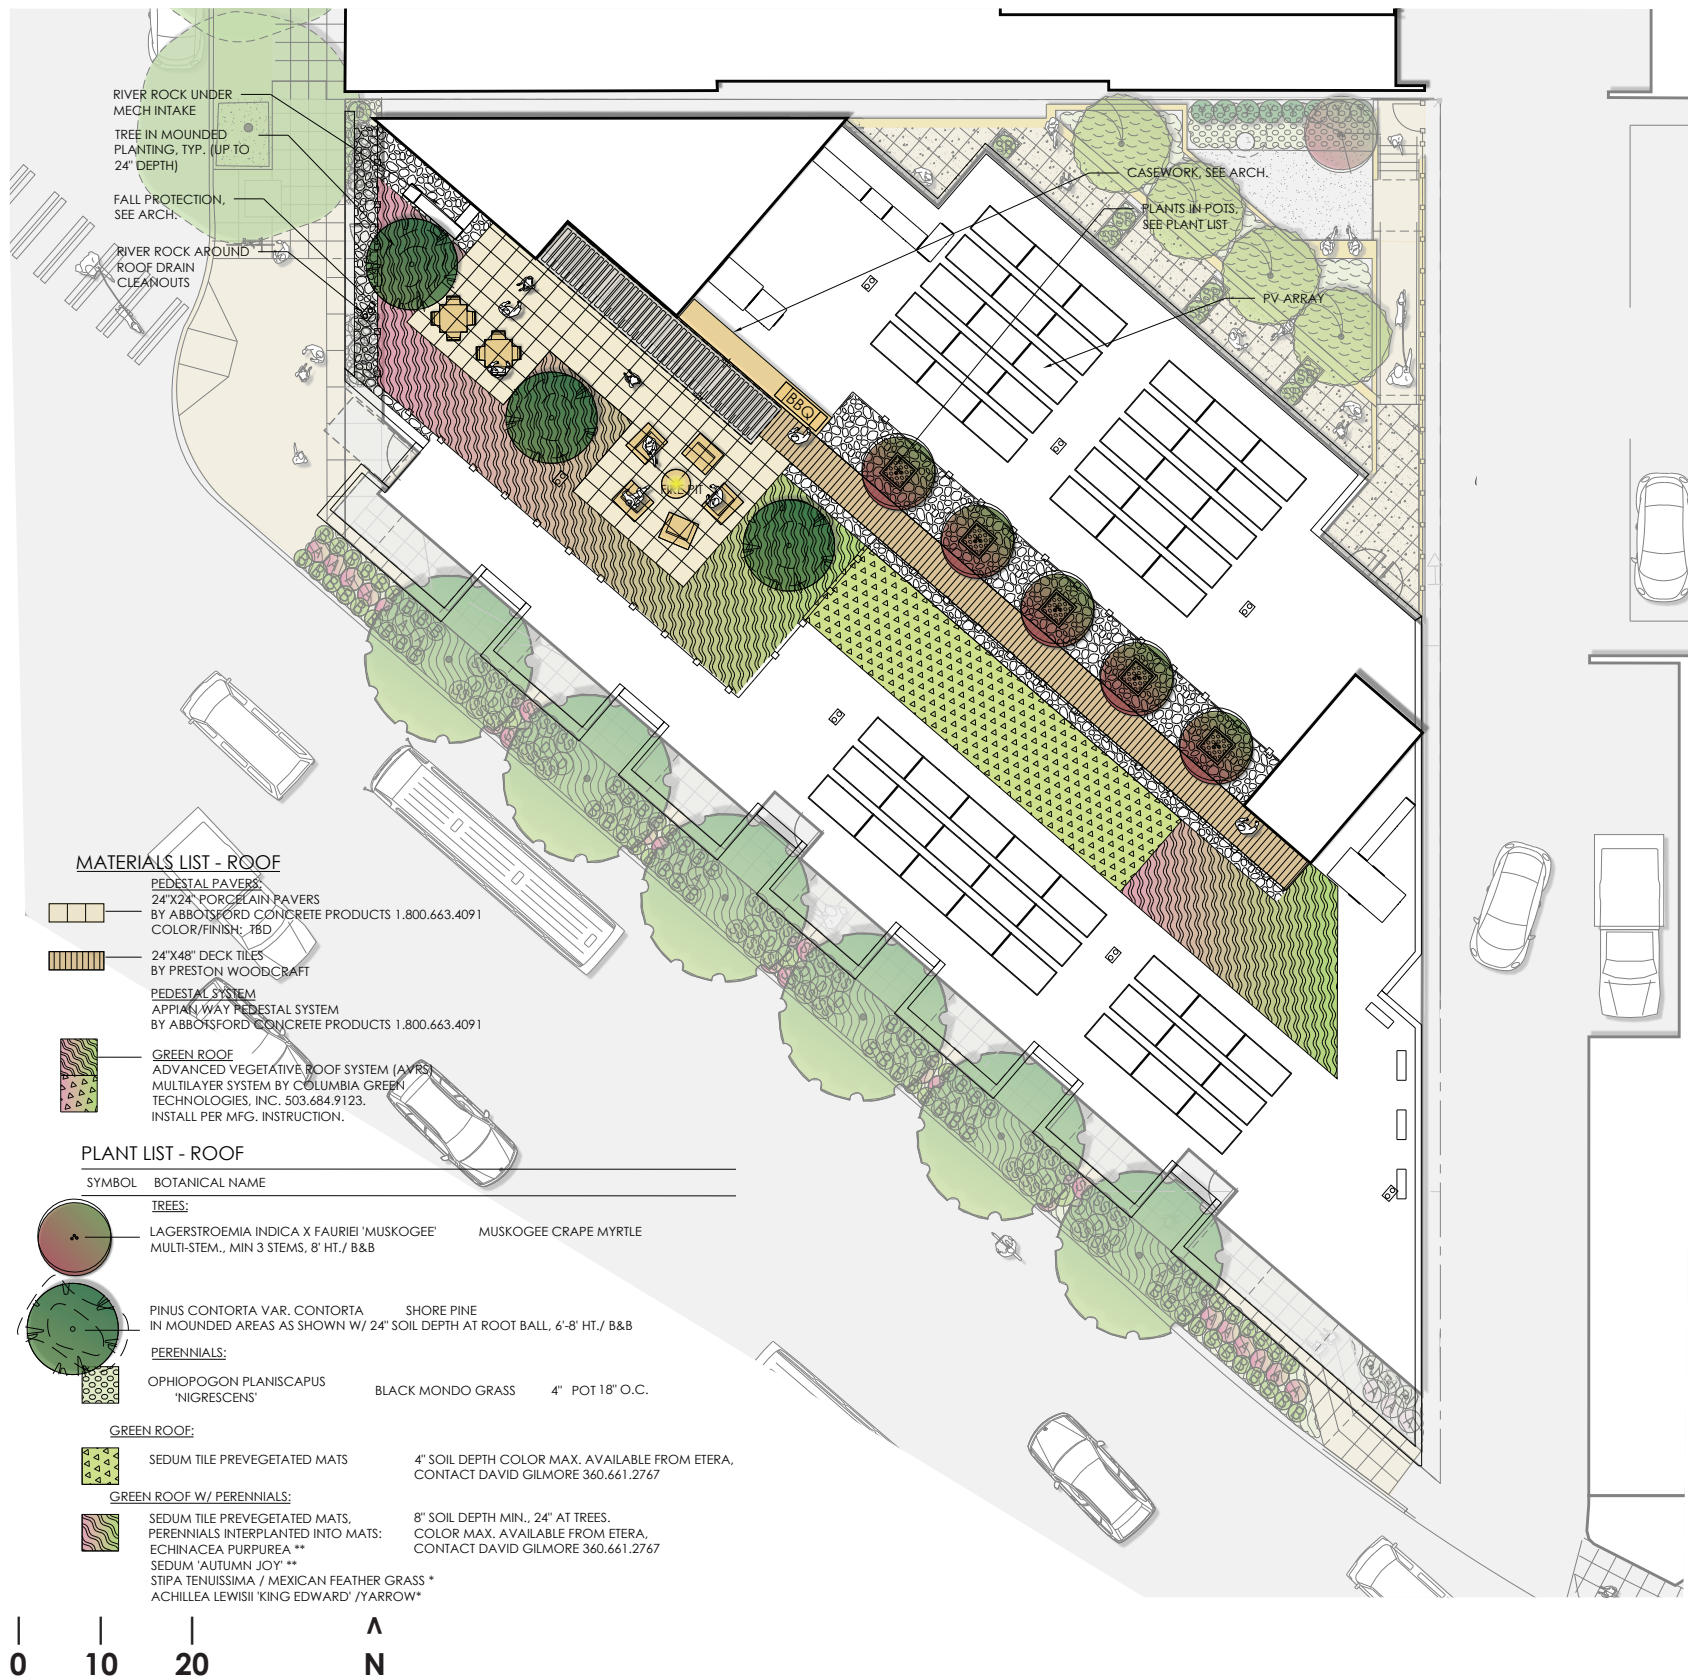 RIVER ROCK UNDER
MECH INTAKE
TREE IN MOUNDED
PLANTING, TYP. (UP TO
24" DEPTH)
FALL PROTECTION,
SEE ARCH.
RIVER ROCK AROUND
ROOF DRAIN
CLEANOUTS
CASEWORK, SEE ARCH.
PLANTS IN POTS,
SEE PLANT LIST
PV ARRAY
BBQ
FIRE PIT
MATERIALS LIST - ROOF
PEDESTAL PAVERS:
24"X24" PORCELAIN PAVERS
BY ABBOTSFORD CONCRETE PRODUCTS 1.800.663.4091
COLOR/FINISH: TBD
24"X48" DECK TILES
BY PRESTON WOODCRAFT
PEDESTAL SYSTEM
APPIAN WAY PEDESTAL SYSTEM
BY ABBOTSFORD CONCRETE PRODUCTS 1.800.663.4091
GREEN ROOF
ADVANCED VEGETATIVE ROOF SYSTEM (AVRS)
MULTILAYER SYSTEM BY COLUMBIA GREEN
TECHNOLOGIES, INC. 503.684.9123.
INSTALL PER MFG. INSTRUCTION.
PLANT LIST - ROOF
SYMBOL BOTANICAL NAME
TREES:
LAGERSTROEMIA INDICA X FAURIEI 'MUSKOGEE' MUSKOGEE CRAPE MYRTLE
MULTI-STEM., MIN 3 STEMS, 8' HT./ B&B
PINUS CONTORTA VAR. CONTORTA SHORE PINE
IN MOUNDED AREAS AS SHOWN W/ 24" SOIL DEPTH AT ROOT BALL, 6'-8' HT./ B&B
PERENNIALS:
OPHIOPOGON PLANISCAPUS
'NIGRESCENS' BLACK MONDO GRASS 4" POT 18" O.C.
GREEN ROOF:
SEDUM TILE PREVEGETATED MATS 4" SOIL DEPTH COLOR MAX. AVAILABLE FROM ETERA,
CONTACT DAVID GILMORE 360.661.2767
GREEN ROOF W/ PERENNIALS:
SEDUM TILE PREVEGETATED MATS, 8" SOIL DEPTH MIN., 24" AT TREES.
PERENNIALS INTERPLANTED INTO MATS: COLOR MAX. AVAILABLE FROM ETERA,
ECHINACEA PURPUREA ** CONTACT DAVID GILMORE 360.661.2767
SEDUM 'AUTUMN JOY' **
STIPA TENUISSIMA / MEXICAN FEATHER GRASS *
ACHILLEA LEWISII 'KING EDWARD' /YARROW*
0 10 20 N